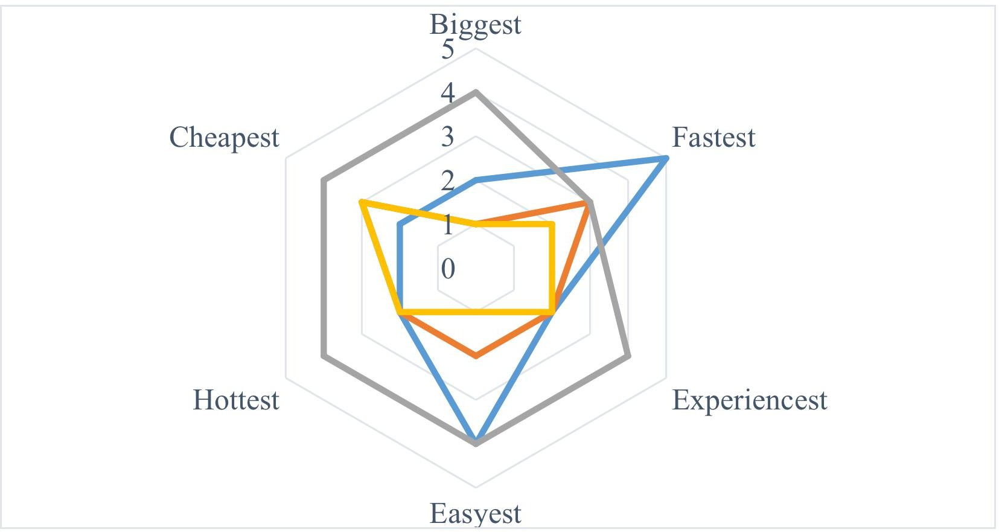 Biggest
5
4
3
2
1
0
Cheapest
Fastest
Hottest
Experiencest
Easyest